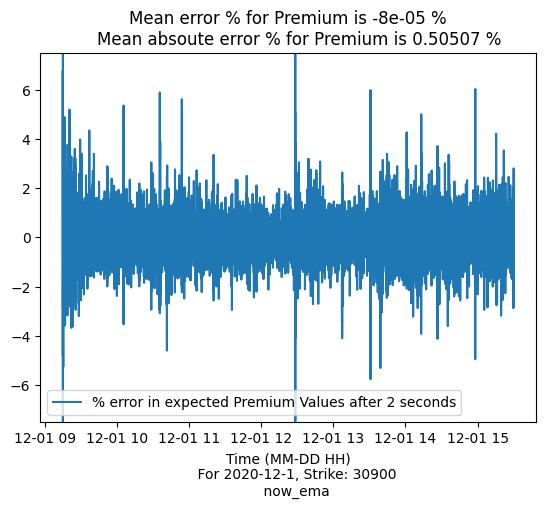 Mean error % for Premium is -8e-05 %
Mean absoute error % for Premium is 0.50507 %
6
4
2
0
−2
−4
−6
% error in expected Premium Values after 2 seconds
12-01 09 12-01 10 12-01 11 12-01 12 12-01 13 12-01 14 12-01 15
Time (MM-DD HH)
For 2020-12-1, Strike: 30900
now_ema